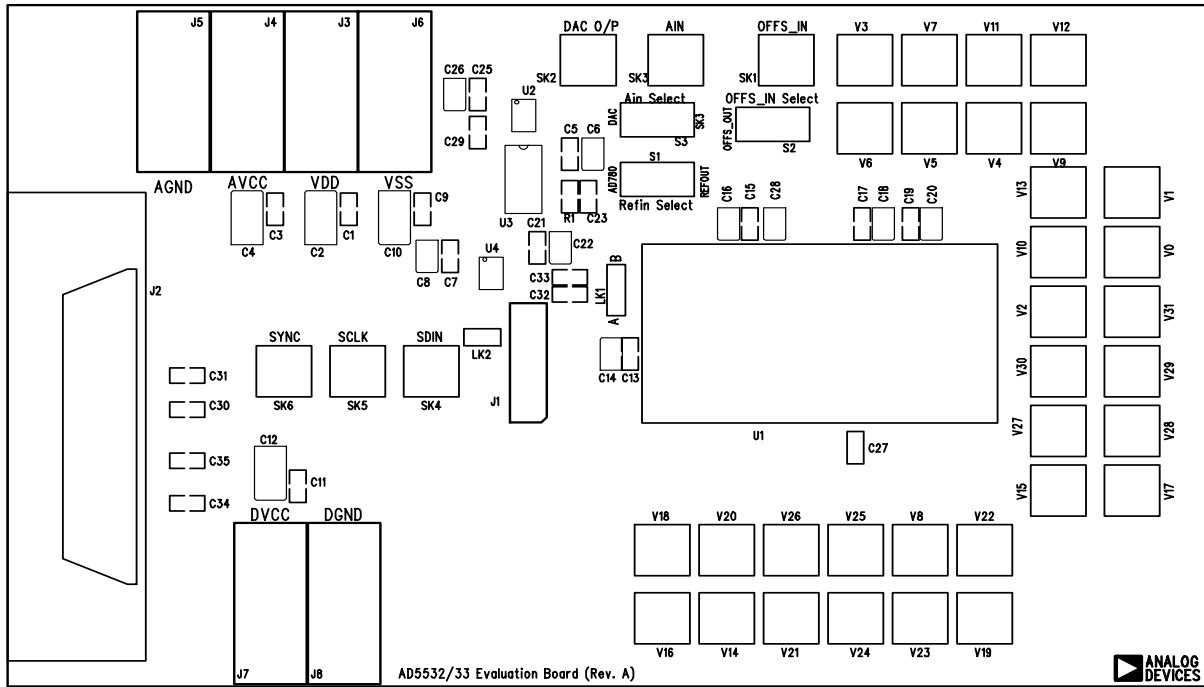 J5 J4 J3 J6
DAC O/P AIN OFFS_IN V3 V7 V11 V12
C26 C25
SK2 SK3 SK1
U2
Ain Select OFFS_IN Select
DAC SK3 OFFS_OUT
C29 C5 C6 S3 S2
V6 V5 V4 V9
S1
AD780 REFOUT
Refin Select
AGND AVCC VDD VSS
V13 V1
C9 R1 C23 C16 C15 C28 C17 C18 C19 C20
U3
C3 C1
C4 C2 C10
C21 C22
U4
V10 V0
C8 C7
C33
C32
B
LK1
A
J2
V2 V31
SYNC SCLK SDIN
LK2
V30 V29
C31
C14 C13
SK6 SK5 SK4 J1
C30
V27 V28
U1
C12
C27
C35
C11
V15 V17
C34
DVCC DGND
V18 V20 V26 V25 V8 V22
V16 V14 V21 V24 V23 V19
J7 J8
AD5532/33 Evaluation Board (Rev. A)
ANALOG
DEVICES